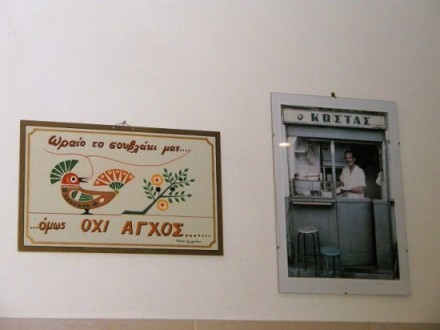 Ωραίο το σουβλάκι μας....
...όμως ΟΧΙ ΑΓΧΟΣ......
Ο ΚΩΣΤΑΣ